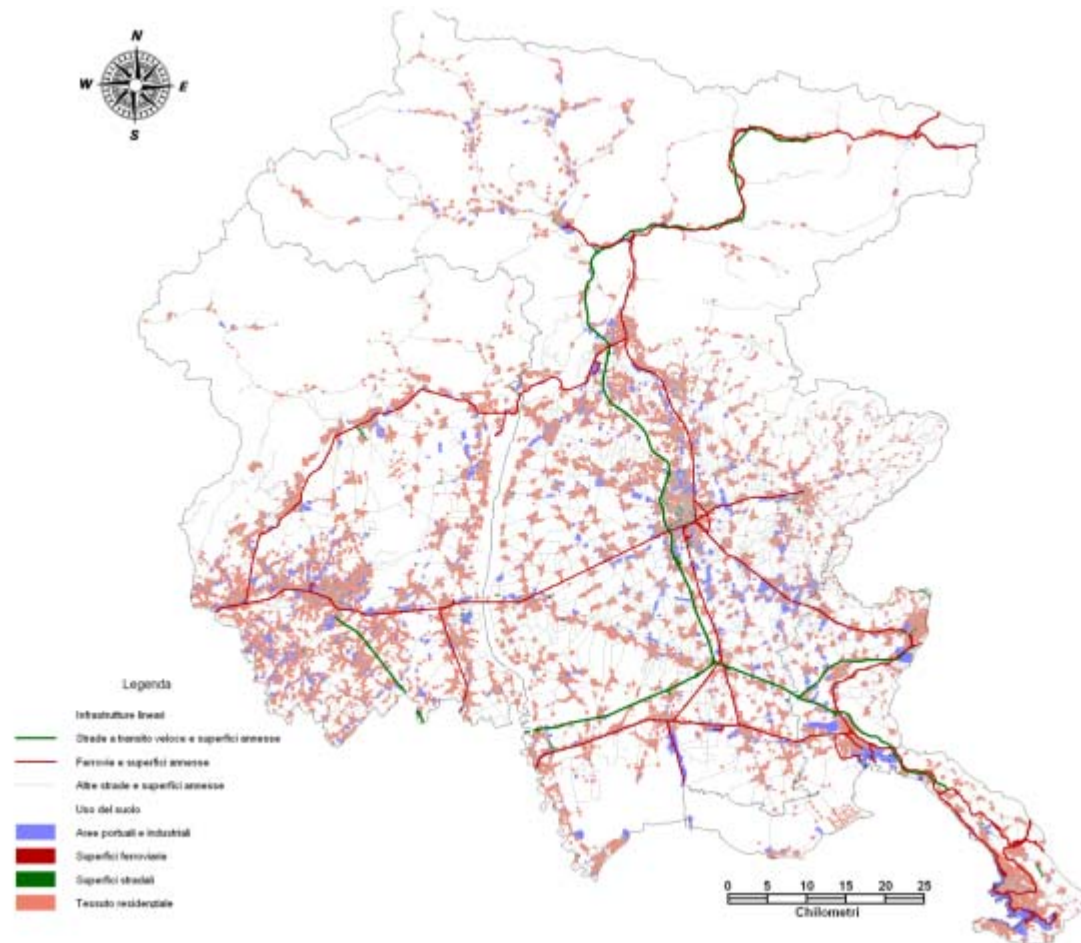 N
W E
S
Legenda
Infrastrutture lineari
Strade a transito veloce e superfici annesse
Ferrovie e superfici annesse
Altre strade e superfici annesse
Uso del suolo
Aree portuali e industriali
Superfici ferroviarie
Superfici stradali
Tessuto residenziale
0 5 10 15 20 25
Chilometri